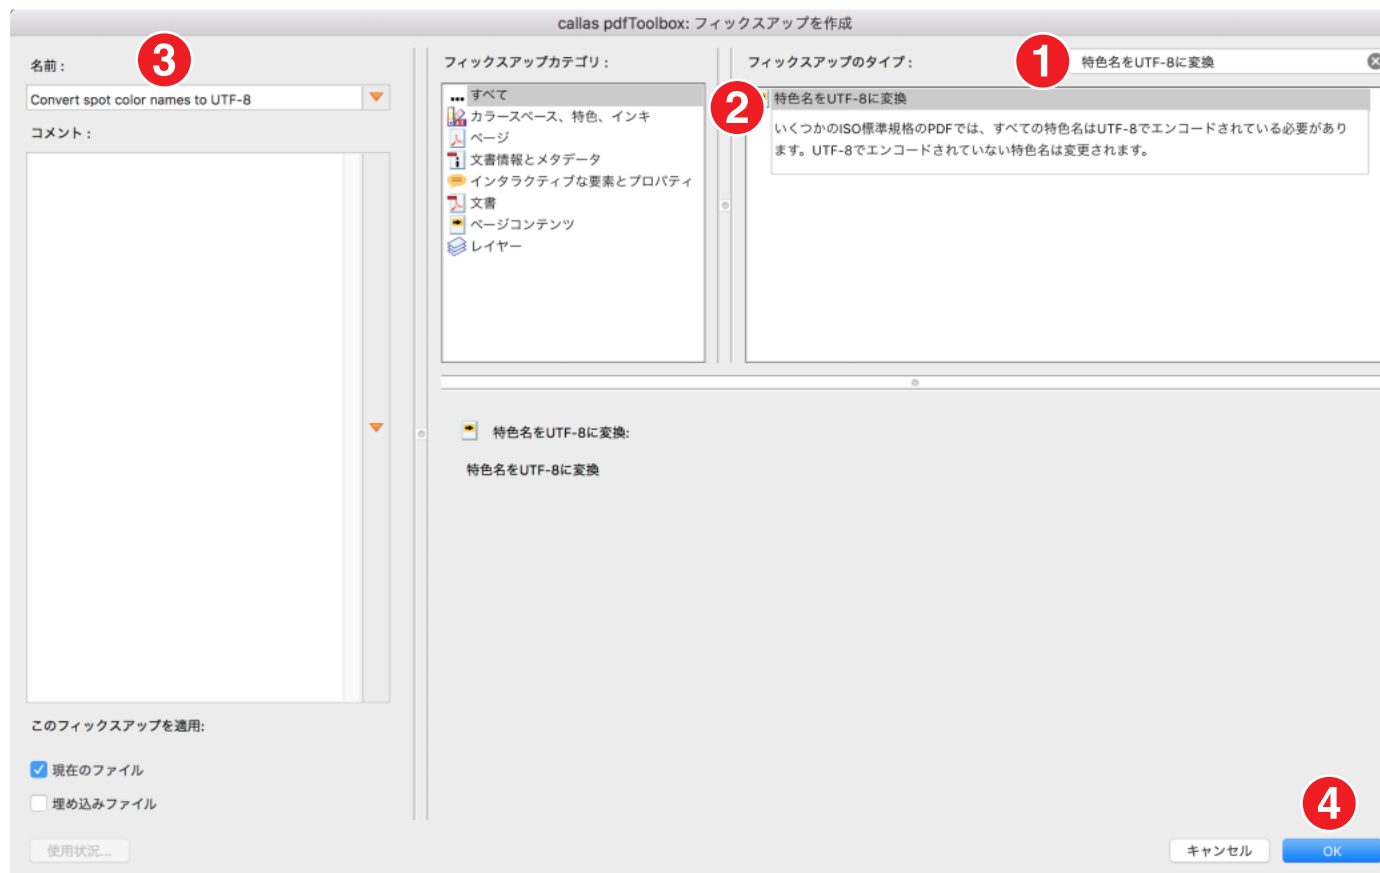 callas pdfToolbox: フィックスアップを作成
3
名前：
Convert spot color names to UTF-8
コメント：
このフィックスアップを適用:
現在のファイル
埋め込みファイル
使用状況...
フィックスアップカテゴリ：
すべて
カラースペース、特色、インキ
ページ
文書情報とメタデータ
インタラクティブな要素とプロパティ
文書
ページコンテンツ
レイヤー
フィックスアップのタイプ：
1
特色名をUTF-8に変換
2
特色名をUTF-8に変換
いくつかのISO標準規格のPDFでは、すべての特色名はUTF-8でエンコードされている必要があり
ます。UTF-8でエンコードされていない特色名は変更されます。
特色名をUTF-8に変換:
特色名をUTF-8に変換
4
キャンセル
OK